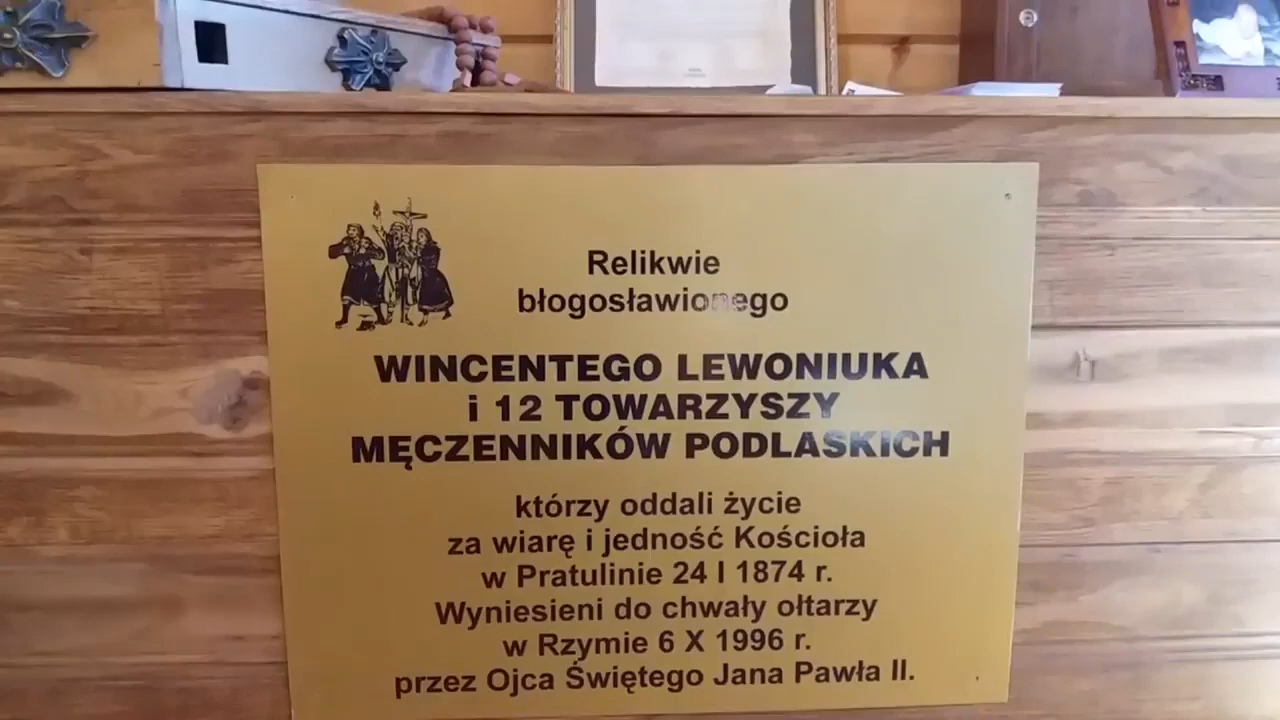 Relikwie
błogosławionego
WINCENTEGO LEWONIUKA
i 12 TOWARZYSZY
MĘCZENNIKÓW PODLASKICH
którzy oddali życie
za wiarę i jedność Kościoła
w Pratulinie 24 I 1874 r.
Wyniesieni do chwały ołtarzy
w Rzymie 6 X 1996 r.
przez Ojca Świętego Jana Pawła II.